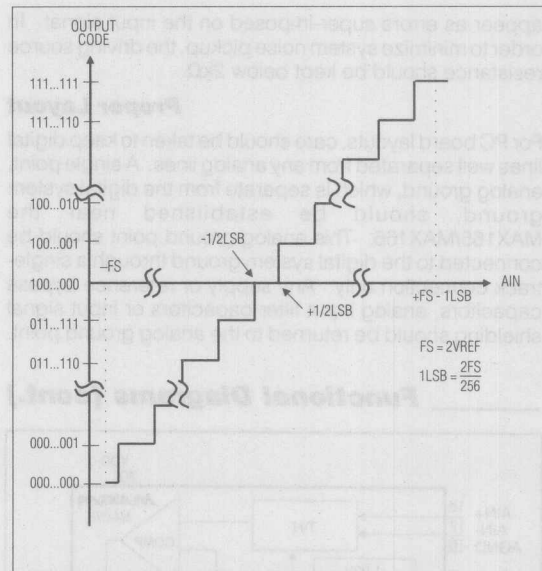 OUTPUT
CODE
111...111
111...110
100...010
100...001
100...000
011...111
011...110
000...001
000...000
–FS
-1/2LSB
+1/2LSB
AIN
+FS - 1LSB
FS = 2VREF
1LSB = 2FS
256
appear as errors super-imposed on the input signal. In
order to minimize system noise pickup, the driving source
resistance should be kept below 2kΩ.
Proper Layout
For PC board layouts, care should be taken to keep digital
lines well separated from any analog lines. A single point,
analog ground, which is separate from the digital system
ground, should be established near the
MAX165/MAX166. This analog ground point should be
connected to the digital system ground through a single-
track connection only. Any supply or reference bypass
capacitors, analog input filter capacitors or input signal
shielding should be returned to the analog ground point.
Functional Diagrams (cont.)
AIN+
AIN-
AGND
T/H
COMP